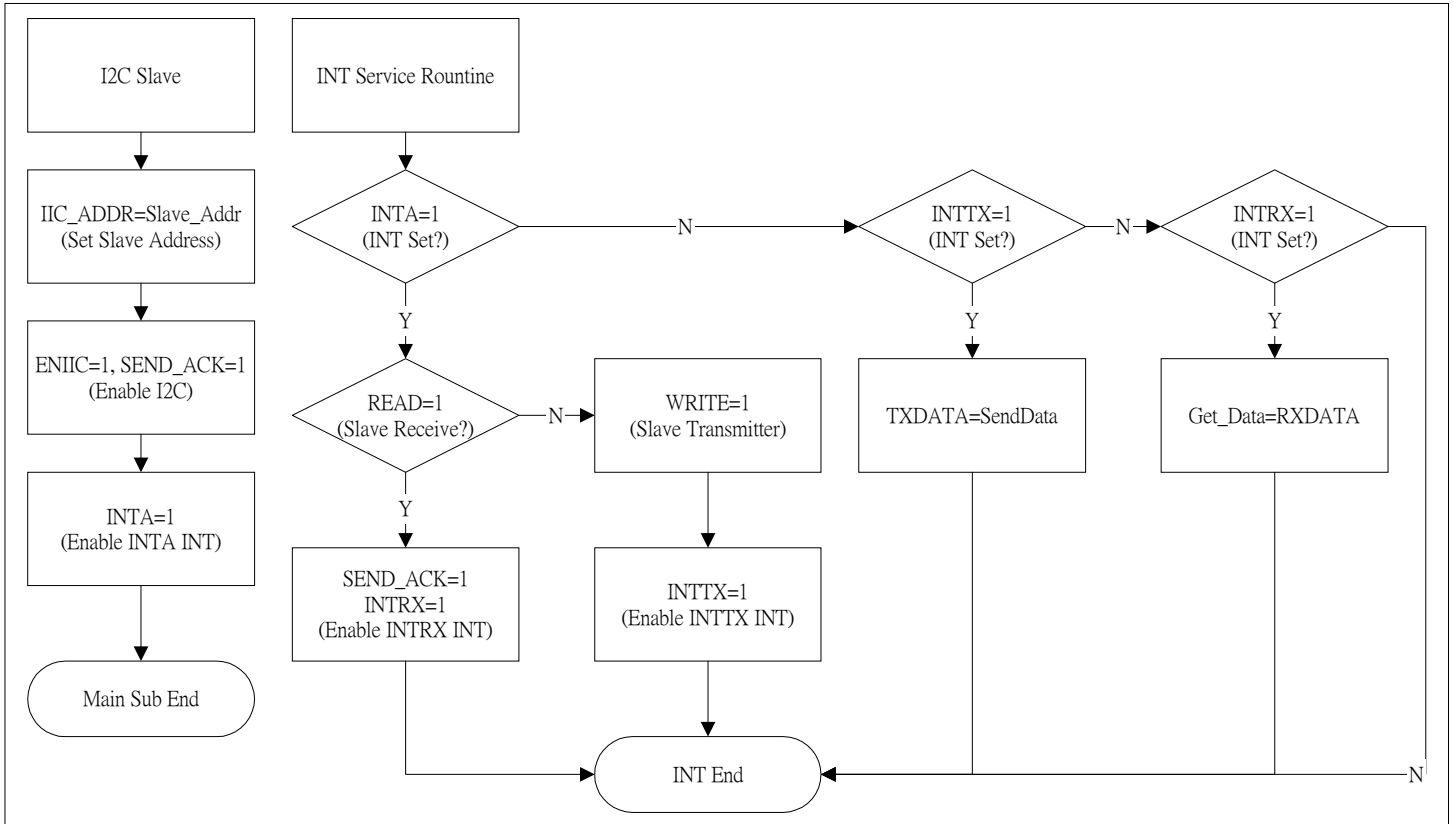 I2C Slave
IIC_ADDR=Slave_Addr
(Set Slave Address)
ENIIC=1, SEND_ACK=1
(Enable I2C)
INTA=1
(Enable INTA INT)
Main Sub End
INT Service Rountine
INTA=1
(INT Set?)
N
INTTX=1
(INT Set?)
N
INTRX=1
(INT Set?)
Y
Y
Y
READ=1
(Slave Receive?)
N
WRITE=1
(Slave Transmitter)
TXDATA=SendData
Get_Data=RXDATA
Y
SEND_ACK=1
INTRX=1
(Enable INTRX INT)
INTTX=1
(Enable INTTX INT)
INT End
N